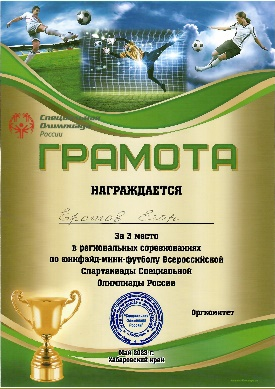 Специальная
Олимпиада
России
ГРАМОТА
НАГРАЖДАЕТСЯ
Егор
За 3 место
в региональных соревнованиях
по юнифайд-мини-футболу Всероссийской
Спартакиады Специальной
Олимпиады России
Оргкомитет
Май 2023 г.
Хабаровский край